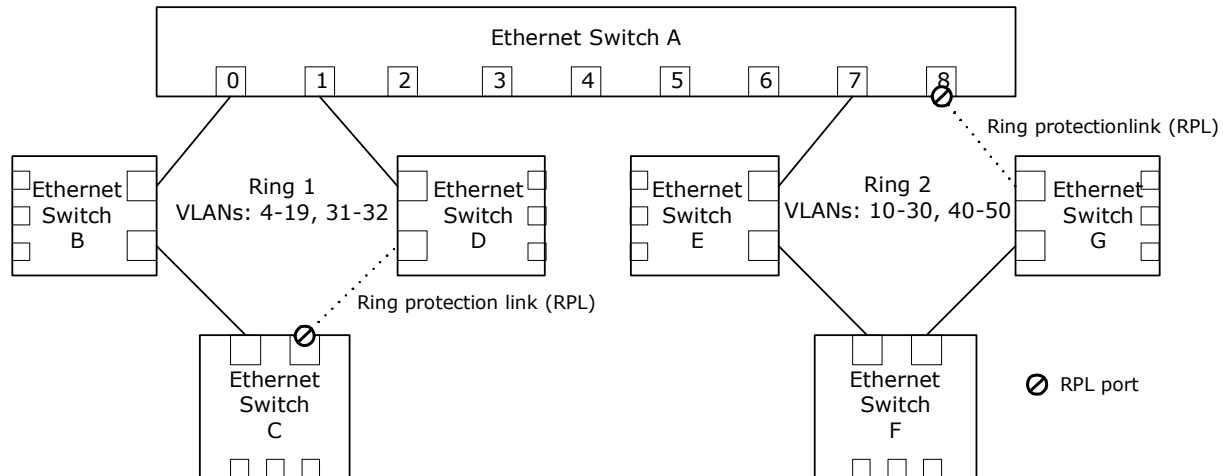 Ethernet Switch A
0 1 2 3 4 5 6 7 8
Ring protectionlink (RPL)
Ethernet
Switch
B
Ring 1
VLANs: 4-19, 31-32
Ethernet
Switch
D
Ethernet
Switch
E
Ring 2
VLANs: 10-30, 40-50
Ethernet
Switch
G
Ring protection link (RPL)
Ethernet
Switch
C
Ethernet
Switch
F
RPL port